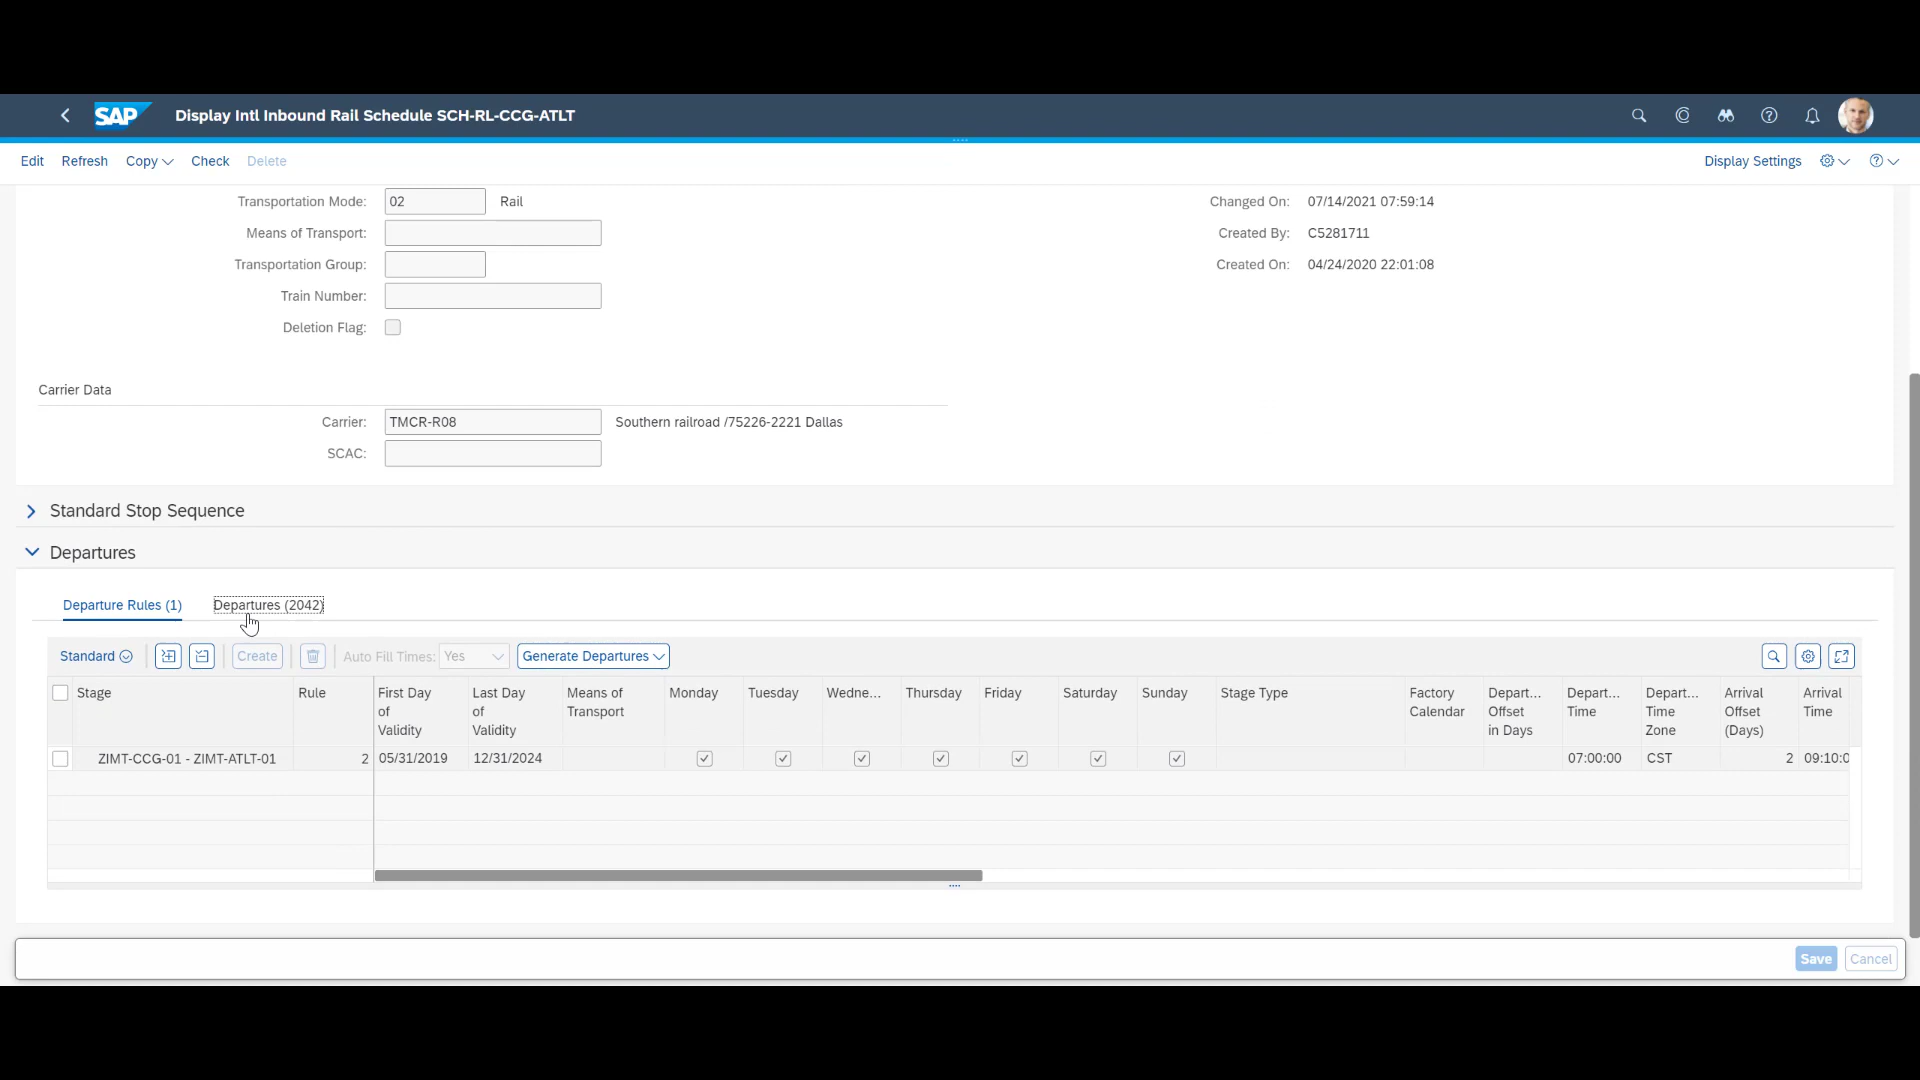 SAP Display Intl Inbound Rail Schedule SCH-RL-CCG-ATLT
Edit Refresh Copy Check Delete Display Settings
Transportation Mode: 02 Rail Changed On: 07/14/2021 07:59:14
Means of Transport: Created By: C5281711
Transportation Group: Created On: 04/24/2020 22:01:08
Train Number:
Deletion Flag:
Carrier Data
Carrier: TMCR-R08 Southern railroad /75226-2221 Dallas
SCAC:
Standard Stop Sequence
Departures
Departure Rules (1) Departures (2042)
Standard Create Auto Fill Times: Yes Generate Departures
Stage Rule First Day Last Day Means of Monday Tuesday Wedne... Thursday Friday Saturday Sunday Stage Type Factory Depart... Depart... Depart... Arrival Arrival
of of Transport Calendar Offset Time Time Offset Time
Validity Validity in Days Zone (Days)
ZIMT-CCG-01 - ZIMT-ATLT-01 2 05/31/2019 12/31/2024 07:00:00 CST 2 09:10:0
Save Cancel